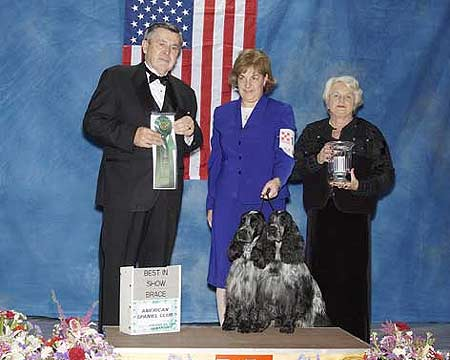 BEST IN
SHOW
BRACE
AMERICAN
SPANIEL CLUB